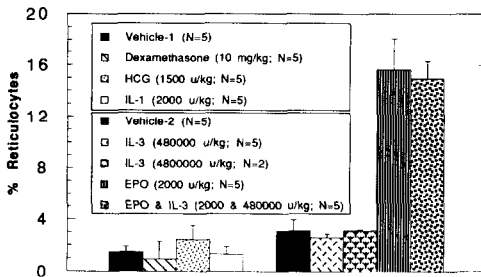 % Reticulocytes
20
16
12
8
4
0
Vehicle-1 (N=5)
Dexamethasone (10 mg/kg; N=5)
HCG (1500 u/kg; N=5)
IL-1 (2000 u/kg; N=5)
Vehicle-2 (N=5)
IL-3 (480000 u/kg; N=5)
IL-3 (4800000 u/kg; N=2)
EPO (2000 u/kg; N=5)
EPO & IL-3 (2000 & 480000 u/kg; N=5)